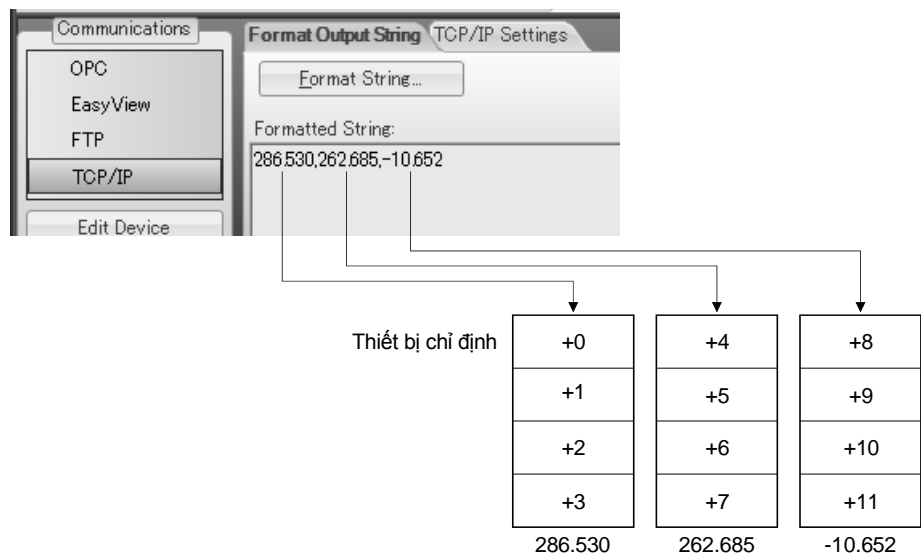 Communications
OPC
EasyView
FTP
TCP/IP
Edit Device
Format Output String TCP/IP Settings
Format String...
Formatted String:
286.530,262.685,-10.652
Thiết bị chỉ định +0 +4 +8
+1 +5 +9
+2 +6 +10
+3 +7 +11
286.530 262.685 -10.652